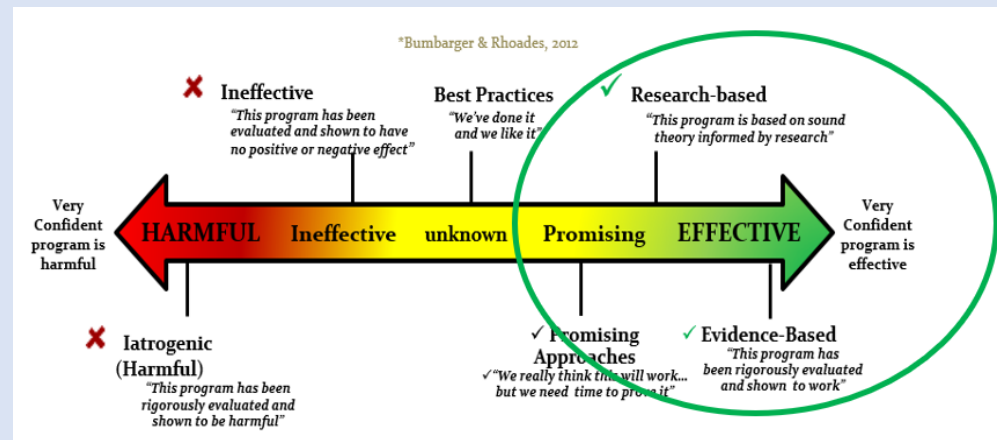 *Bumbarger & Rhoades, 2012
✘ Ineffective
"This program has been
evaluated and shown to have
no positive or negative effect"
Best Practices
"We've done it
and we like it"
✓ Research-based
"This program is based on sound
theory informed by research"
Very
Confident
program is
harmful
HARMFUL Ineffective unknown Promising EFFECTIVE
Very
Confident
program is
effective
✘ Iatrogenic
(Harmful)
"This program has been
rigorously evaluated and
shown to be harmful"
✓ Promising
Approaches
✓"We really think this will work...
but we need time to prove it"
✓ Evidence-Based
"This program has
been rigorously evaluated
and shown to work"